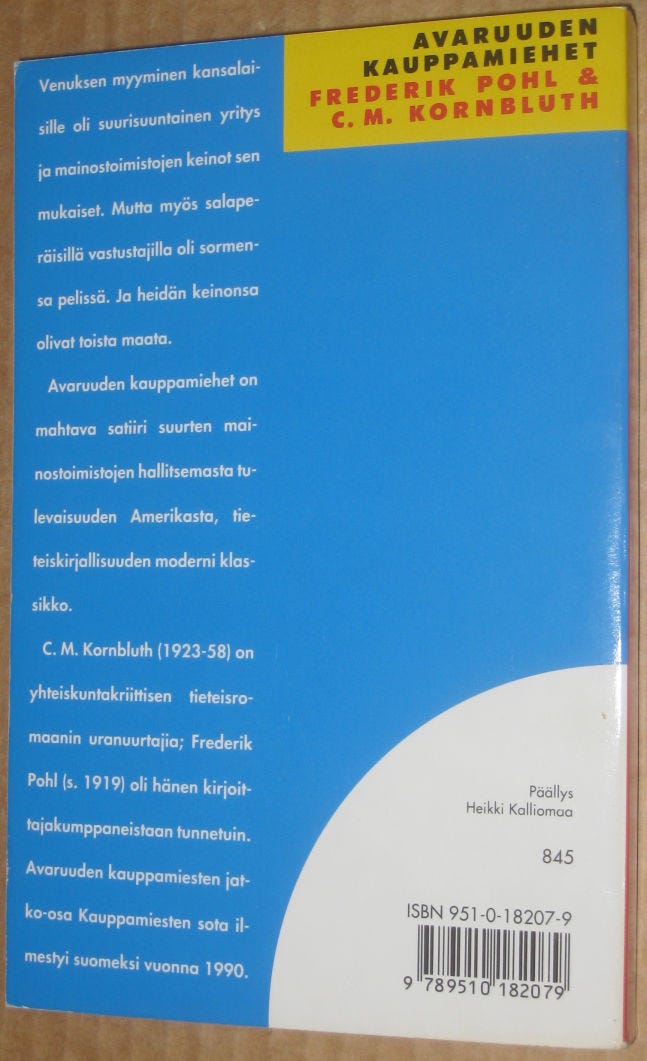 AVARUUDEN
KAUPPAMIEHET
FREDERIK POHL &
C. M. KORNBLUTH
Venuksen myyminen kansalai-
sille oli suurisuuntainen yritys
ja mainostoimistojen keinot sen
mukaiset. Mutta myös salape-
räisillä vastustajilla oli sormen-
sa pelissä. Ja heidän keinonsa
olivat toista maata.
Avaruuden kauppamiehet on
mahtava satiiri suurten mai-
nostoimistojen hallitsemasta tu-
levaisuuden Amerikasta, tie-
teiskirjallisuuden moderni klas-
sikko.
C. M. Kornbluth (1923-58) on
yhteiskuntakriittisen tieteisro-
maanin uranuurtajia; Frederik
Pohl (s. 1919) oli hänen kirjoit-
tajakumppaneistaan tunnetuin.
Avaruuden kauppamiesten jat-
ko-osa Kauppamiesten sota il-
mestyi suomeksi vuonna 1990.
Päällys
Heikki Kalliomaa
845
ISBN 951-0-18207-9
9 789510 182079